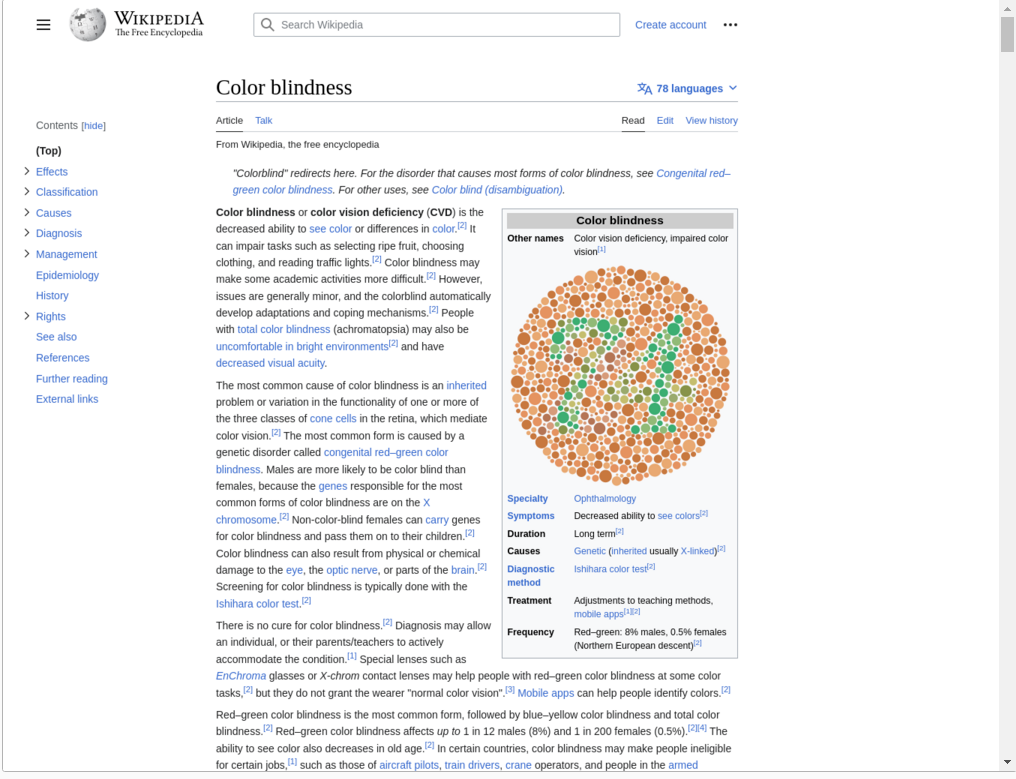 WIKIPEDIA
The Free Encyclopedia
Search Wikipedia
Create account
Color blindness
78 languages
Article Talk
Read Edit View history
From Wikipedia, the free encyclopedia
Contents [hide]
(Top)
Effects
Classification
Causes
Diagnosis
Management
Epidemiology
History
Rights
See also
References
Further reading
External links
"Colorblind" redirects here. For the disorder that causes most forms of color blindness, see Congenital red–
green color blindness. For other uses, see Color blind (disambiguation).
Color blindness or color vision deficiency (CVD) is the
decreased ability to see color or differences in color.[2] It
can impair tasks such as selecting ripe fruit, choosing
clothing, and reading traffic lights.[2] Color blindness may
make some academic activities more difficult.[2] However,
issues are generally minor, and the colorblind automatically
develop adaptations and coping mechanisms.[2] People
with total color blindness (achromatopsia) may also be
uncomfortable in bright environments[2] and have
decreased visual acuity.
The most common cause of color blindness is an inherited
problem or variation in the functionality of one or more of
the three classes of cone cells in the retina, which mediate
color vision.[2] The most common form is caused by a
genetic disorder called congenital red–green color
blindness. Males are more likely to be color blind than
females, because the genes responsible for the most
common forms of color blindness are on the X
chromosome.[2] Non-color-blind females can carry genes
for color blindness and pass them on to their children.[2]
Color blindness can also result from physical or chemical
damage to the eye, the optic nerve, or parts of the brain.[2]
Screening for color blindness is typically done with the
Ishihara color test.[2]
There is no cure for color blindness.[2] Diagnosis may allow
an individual, or their parents/teachers to actively
accommodate the condition.[1] Special lenses such as
EnChroma glasses or X-chrom contact lenses may help people with red–green color blindness at some color
tasks,[2] but they do not grant the wearer "normal color vision".[3] Mobile apps can help people identify colors.[2]
Red–green color blindness is the most common form, followed by blue–yellow color blindness and total color
blindness.[2] Red–green color blindness affects up to 1 in 12 males (8%) and 1 in 200 females (0.5%).[2][4] The
ability to see color also decreases in old age.[2] In certain countries, color blindness may make people ineligible
for certain jobs,[1] such as those of aircraft pilots, train drivers, crane operators, and people in the armed
Color blindness
Other names Color vision deficiency, impaired color
vision[1]
74
Specialty Ophthalmology
Symptoms Decreased ability to see colors[2]
Duration Long term[2]
Causes Genetic (inherited usually X-linked)[2]
Diagnostic Ishihara color test[2]
method
Treatment Adjustments to teaching methods,
mobile apps[1][2]
Frequency Red–green: 8% males, 0.5% females
(Northern European descent)[2]